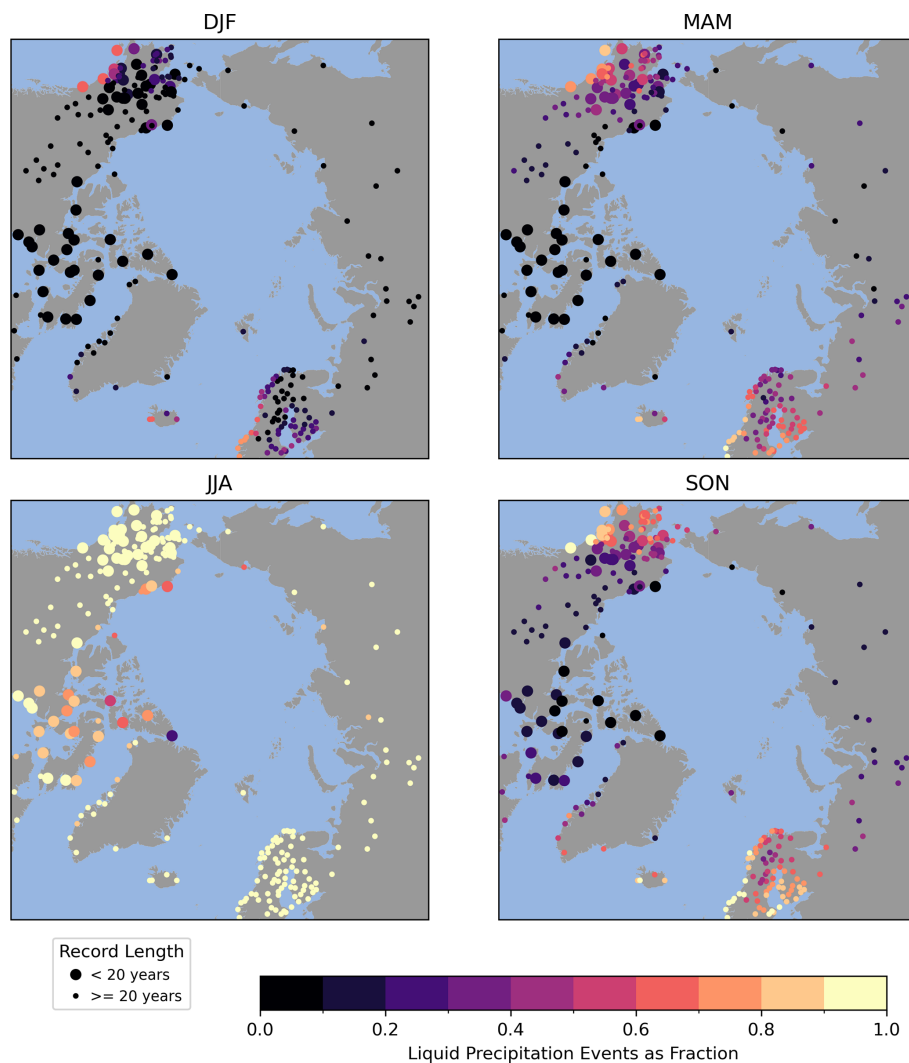 DJF
MAM
JJA
SON
Record Length
< 20 years
>= 20 years
0.0 0.2 0.4 0.6 0.8 1.0
Liquid Precipitation Events as Fraction